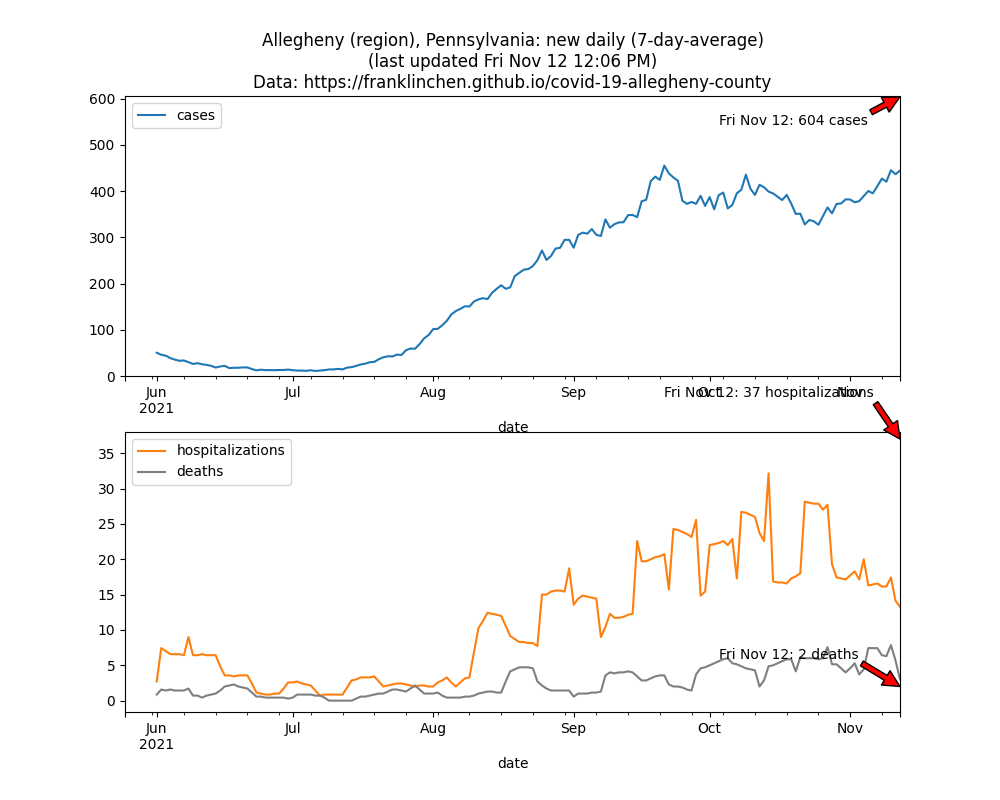 Allegheny (region), Pennsylvania: new daily (7-day-average)
(last updated Fri Nov 12 12:06 PM)
Data: https://franklinchen.github.io/covid-19-allegheny-county
600
500
400
300
200
100
0
cases
Fri Nov 12: 604 cases
Jun
2021
Jul
Aug
Sep
Oct
Nov
date
Fri Nov 12: 37 hospitalizations
35
30
25
20
15
10
5
0
hospitalizations
deaths
Fri Nov 12: 2 deaths
Jun
2021
Jul
Aug
Sep
Oct
Nov
date